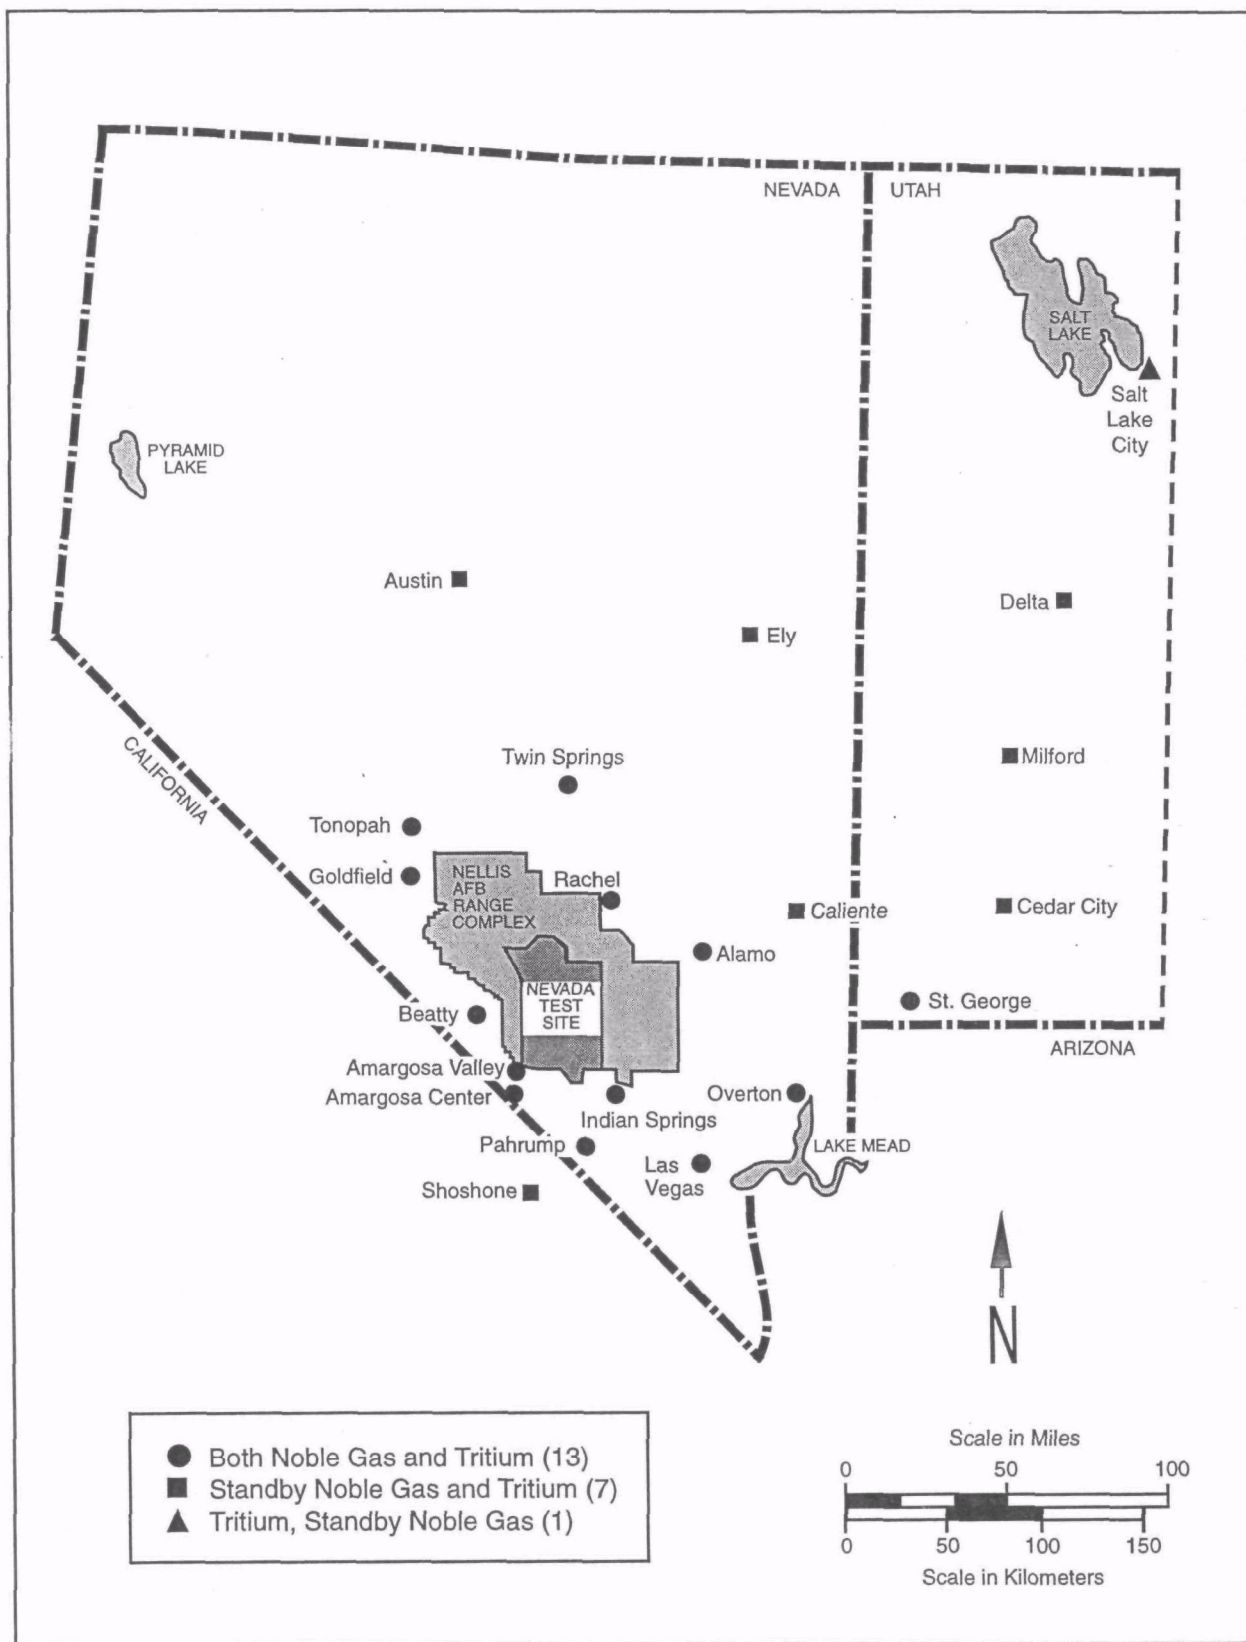 NEVADA
UTAH
SALT
LAKE
Salt
Lake
City
PYRAMID
LAKE
Austin
Delta
Ely
CALIFORNIA
Twin Springs
Milford
Tonopah
Goldfield
NELLIS
AFB
RANGE
COMPLEX
Rachel
Caliente
Cedar City
Alamo
NEVADA
TEST
SITE
St. George
Beatty
ARIZONA
Amargosa Valley
Amargosa Center
Overton
Indian Springs
Pahrump
LAKE MEAD
Las
Vegas
Shoshone
N
Both Noble Gas and Tritium (13)
Standby Noble Gas and Tritium (7)
Tritium, Standby Noble Gas (1)
Scale in Miles
0 50 100
0 50 100 150
Scale in Kilometers